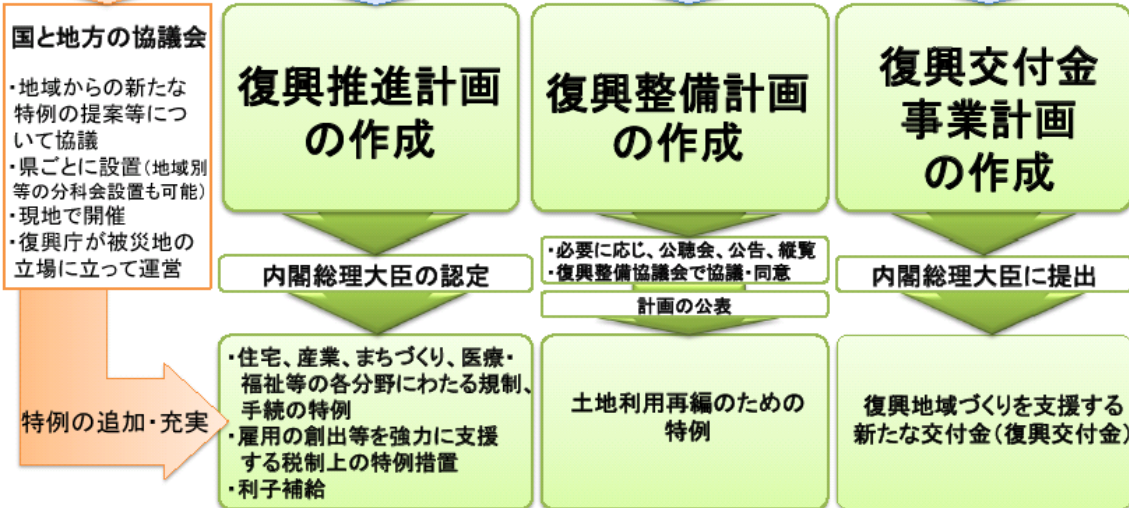 国と地方の協議会
・地域からの新たな
特例の提案等につ
いて協議
・県ごとに設置(地域別
等の分科会設置も可能)
・現地で開催
・復興庁が被災地の
立場に立って運営
特例の追加・充実
復興推進計画
の作成
内閣総理大臣の認定
・住宅、産業、まちづくり、医療・
福祉等の各分野にわたる規制、
手続の特例
・雇用の創出等を強力に支援
する税制上の特例措置
・利子補給
復興整備計画
の作成
・必要に応じ、公聴会、公告、縦覧
・復興整備協議会で協議・同意
計画の公表
土地利用再編のための
特例
復興交付金
事業計画
の作成
内閣総理大臣に提出
復興地域づくりを支援する
新たな交付金(復興交付金)